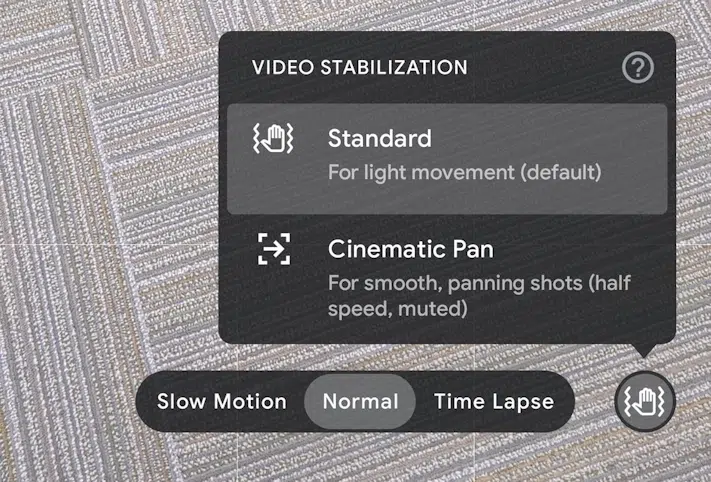 VIDEO STABILIZATION
Standard
For light movement (default)
Cinematic Pan
For smooth, panning shots (half
speed, muted)
Slow Motion Normal Time Lapse